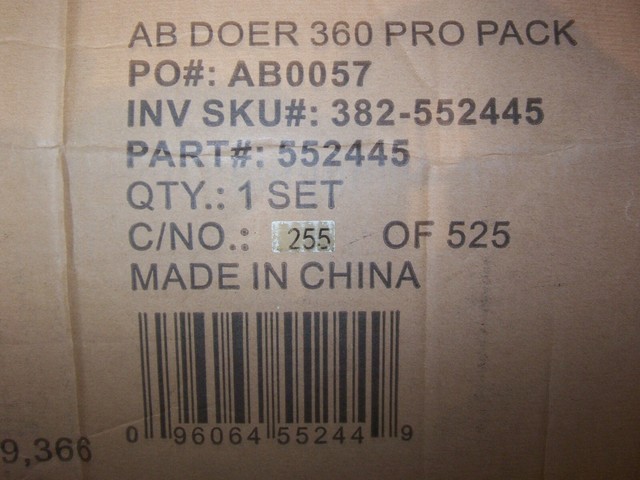 AB DOER 360 PRO PACK
PO#: AB0057
INV SKU#: 382-552445
PART#: 552445
QTY.: 1 SET
C/NO.: 255 OF 525
MADE IN CHINA
0 96064 55244 9
9,366